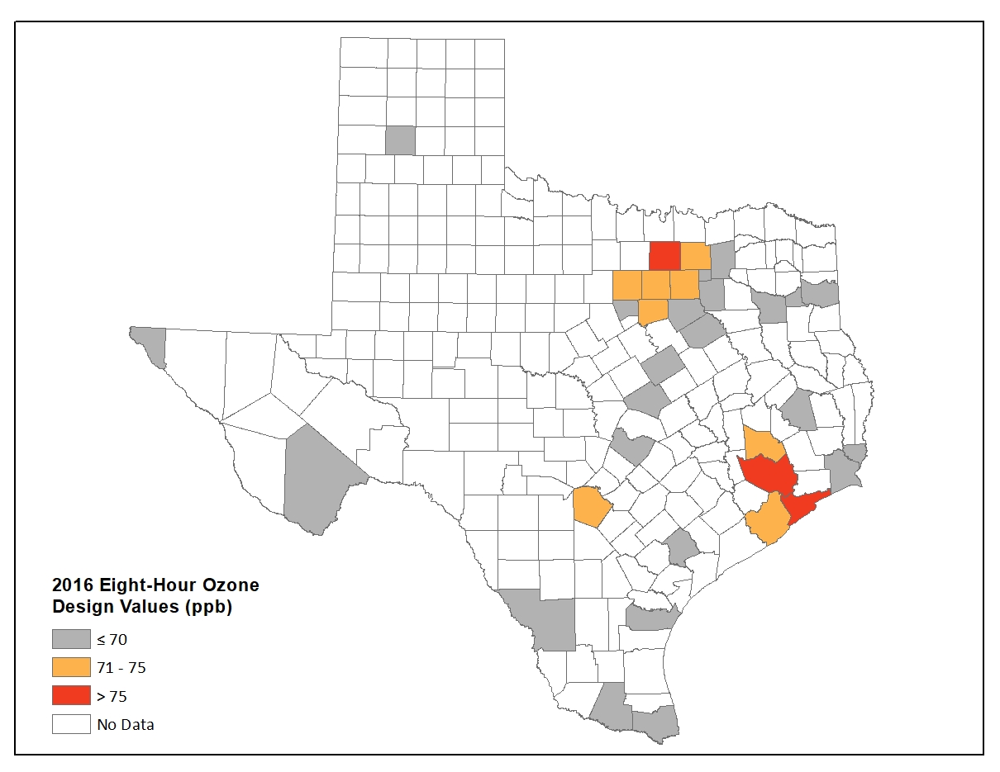 2016 Eight-Hour Ozone
Design Values (ppb)
≤ 70
71 - 75
> 75
No Data